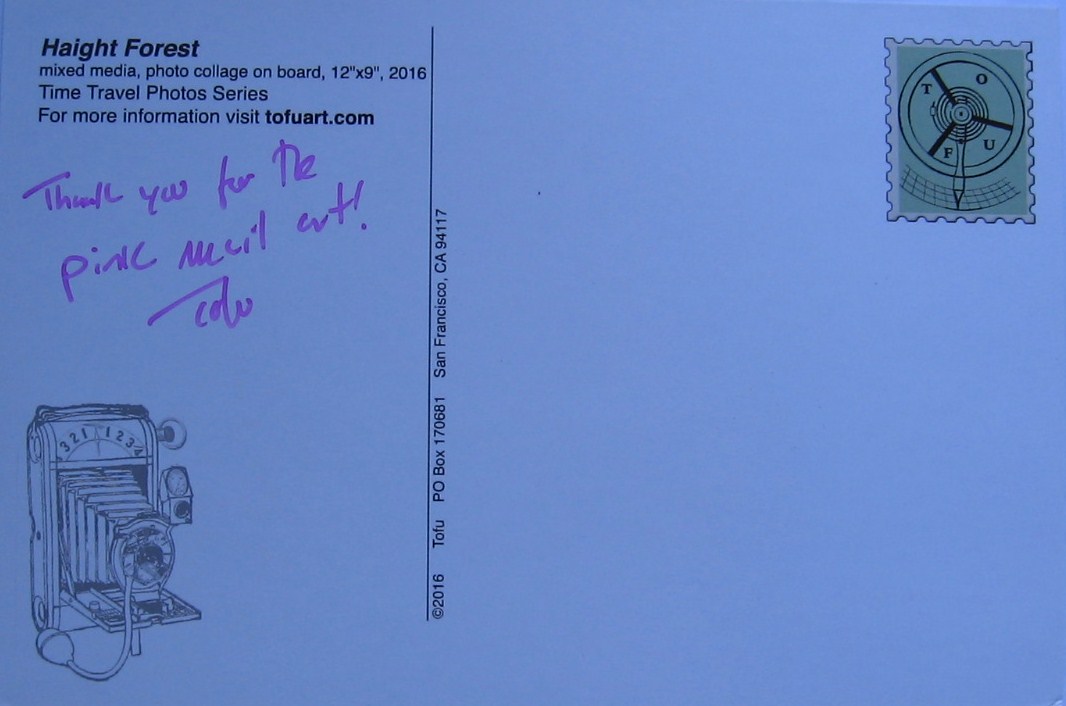 Haight Forest
mixed media, photo collage on board, 12"x9", 2016
Time Travel Photos Series
For more information visit tofuart.com
Thank you for the
pink mail art!
Tofu
©2016 Tofu PO Box 170681 San Francisco, CA 94117
T O F U
3 2 1 1 2 3